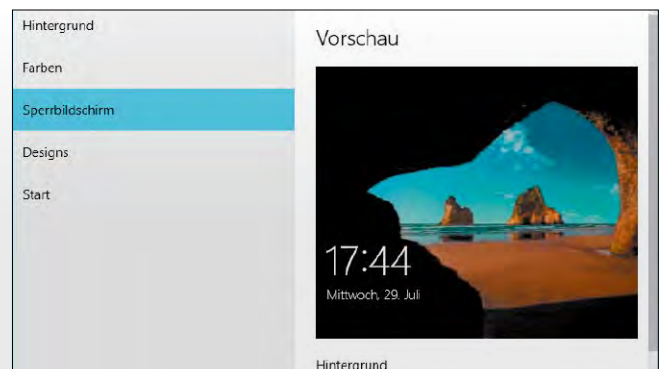 Hintergrund
Farben
Sperrbildschirm
Designs
Start
Vorschau
17:44
Mittwoch, 29. Juli
Hintergrund